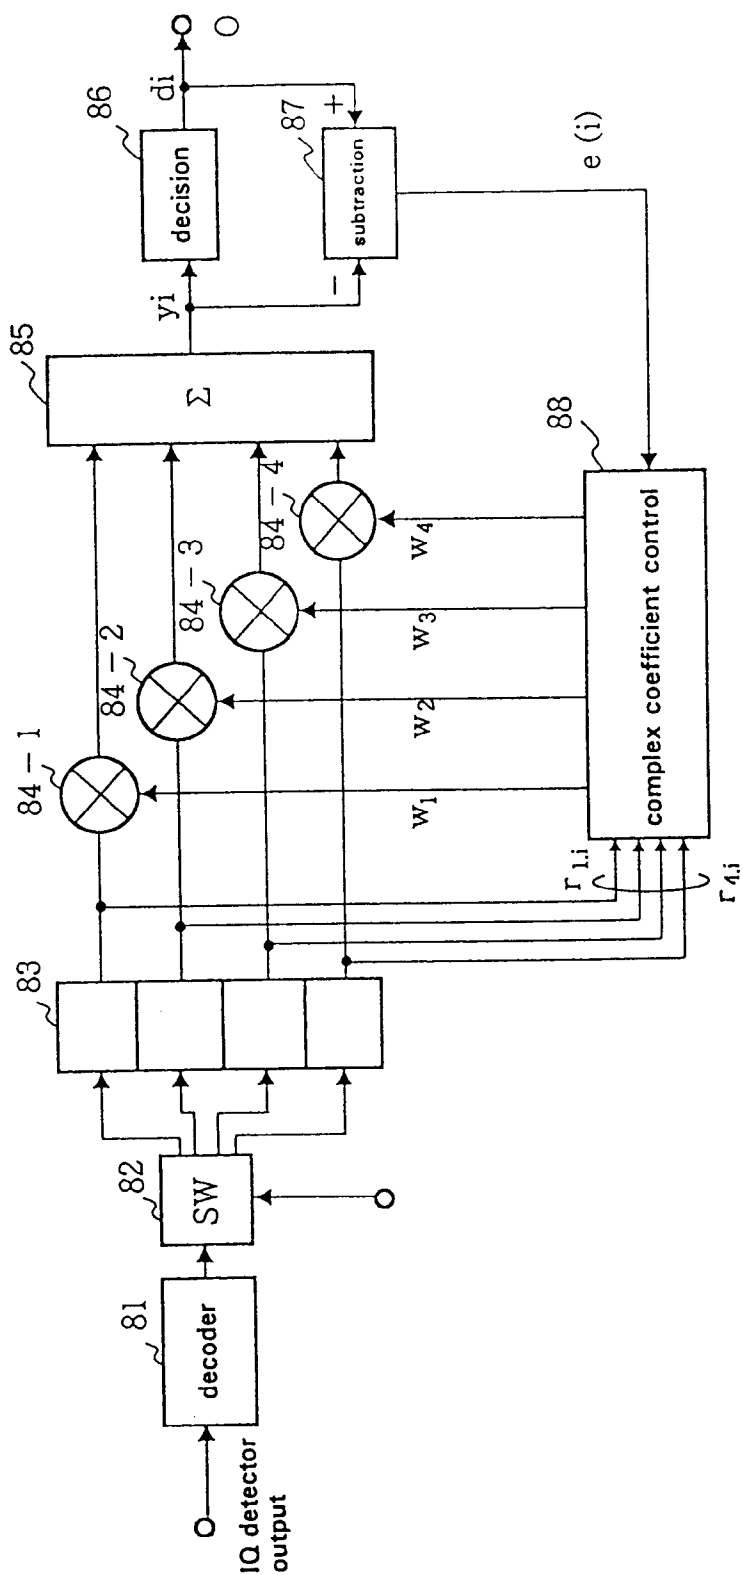 IQ detector
output
81
decoder
82
SW
83
84-1
84-2
84-3
84-4
85
Σ
yi
86
decision
di
O
87
subtraction
+
−
e (i)
88
complex coefficient control
W1
W2
W3
W4
r1.i
r4.i